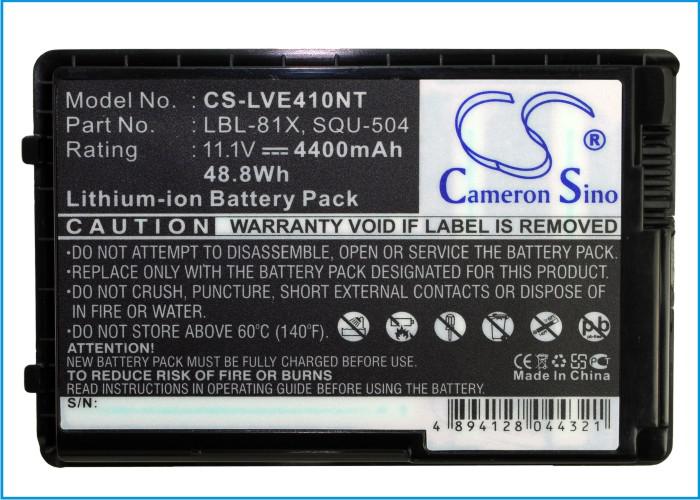 Model No. : CS-LVE410NT
Part No. : LBL-81X, SQU-504
Rating : 11.1V ⎓ 4400mAh
48.8Wh
Lithium-ion Battery Pack
CS ®
Cameron Sino
CAUTION WARRANTY VOID IF LABEL IS REMOVED
•DO NOT ATTEMPT TO DISASSEMBLE, OPEN OR SERVICE THE BATTERY PACK.
•REPLACE ONLY WITH THE BATTERY PACK DESIGNATED FOR THIS PRODUCT.
•DO NOT CRUSH, PUNCTURE, SHORT EXTERNAL CONTACTS OR DISPOSE OF
IN FIRE OR WATER.
•DO NOT STORE ABOVE 60°C (140°F).
Pb
ATTENTION!
NEW BATTERY PACK MUST BE FULLY CHARGED BEFORE USE.
TO REDUCE RISK OF FIRE OR BURNS
READ INSTRUCTIONS OPERATING GUIDE BEFORE USING THE BATTERY
CE
Made In China
S/N:
4 894128 044321